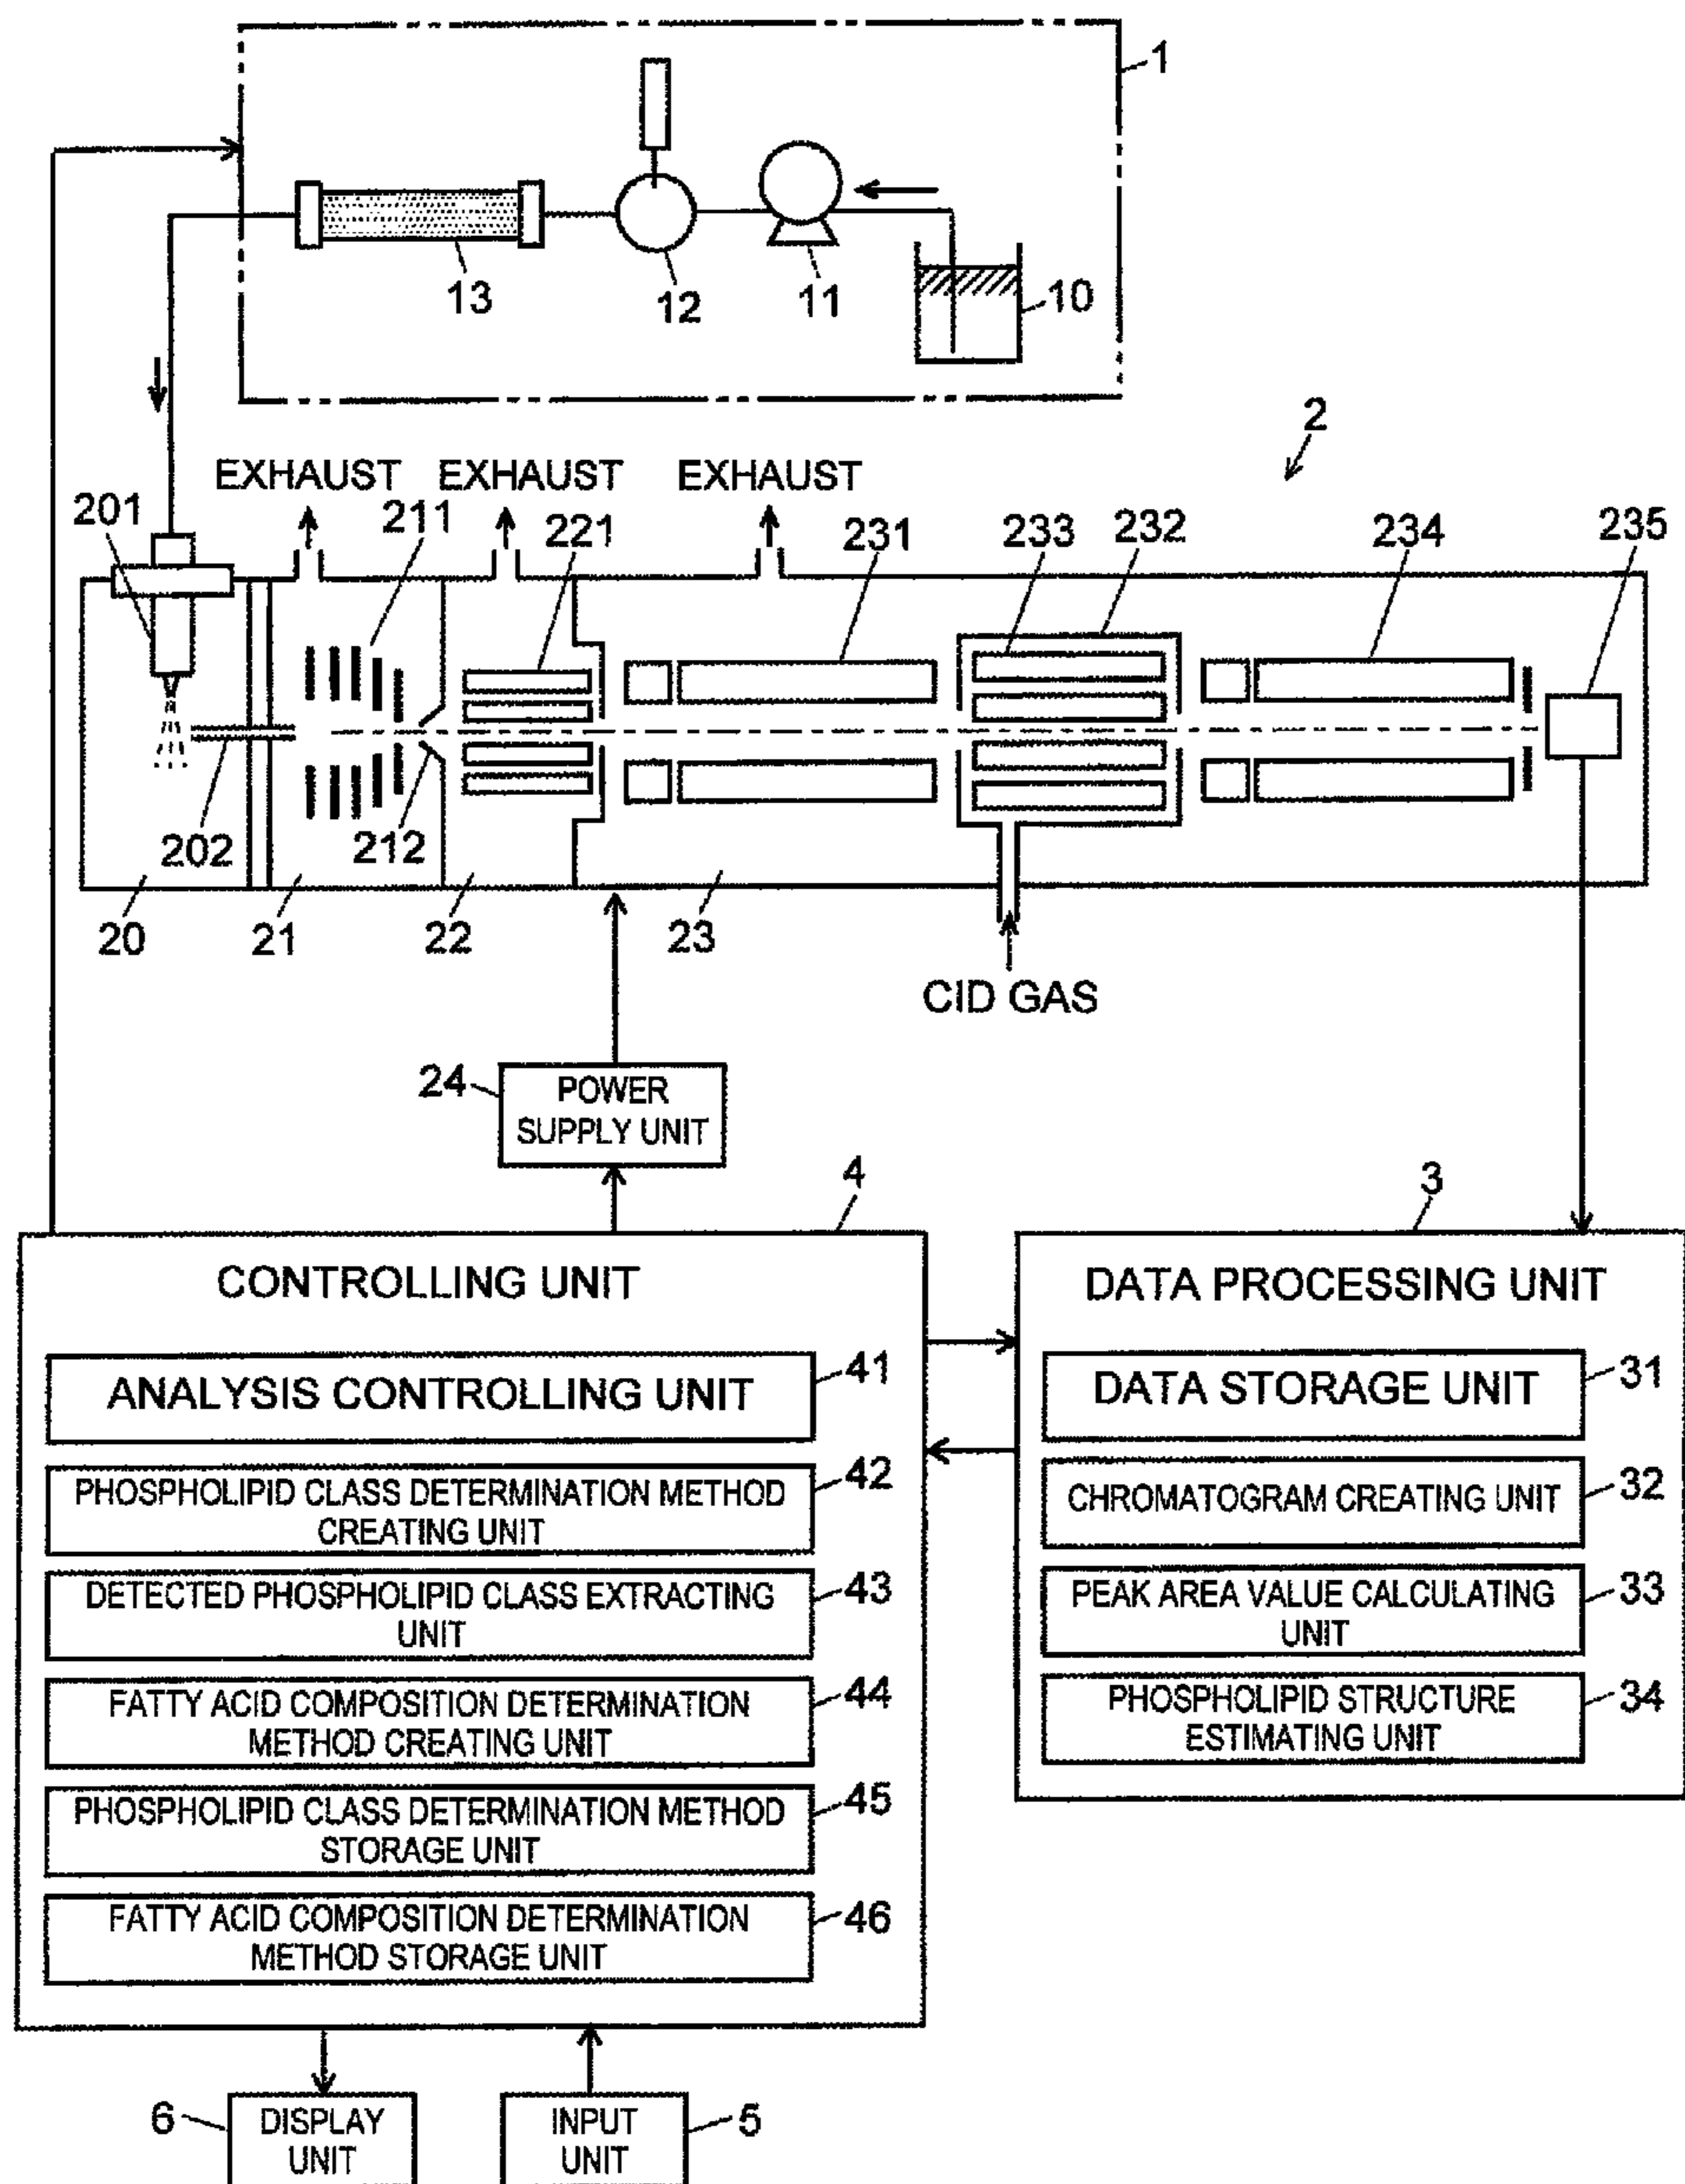 1
13
12
11
10
2
EXHAUST EXHAUST EXHAUST
201
211
221
231
233
232
234
235
202
212
20
21
22
23
CID GAS
24
POWER
SUPPLY UNIT
4
3
CONTROLLING UNIT
ANALYSIS CONTROLLING UNIT
41
PHOSPHOLIPID CLASS DETERMINATION METHOD
CREATING UNIT
42
DETECTED PHOSPHOLIPID CLASS EXTRACTING
UNIT
43
FATTY ACID COMPOSITION DETERMINATION
METHOD CREATING UNIT
44
PHOSPHOLIPID CLASS DETERMINATION METHOD
STORAGE UNIT
45
FATTY ACID COMPOSITION DETERMINATION
METHOD STORAGE UNIT
46
DATA PROCESSING UNIT
DATA STORAGE UNIT
31
CHROMATOGRAM CREATING UNIT
32
PEAK AREA VALUE CALCULATING
UNIT
33
PHOSPHOLIPID STRUCTURE
ESTIMATING UNIT
34
6
DISPLAY
UNIT
INPUT
UNIT
5